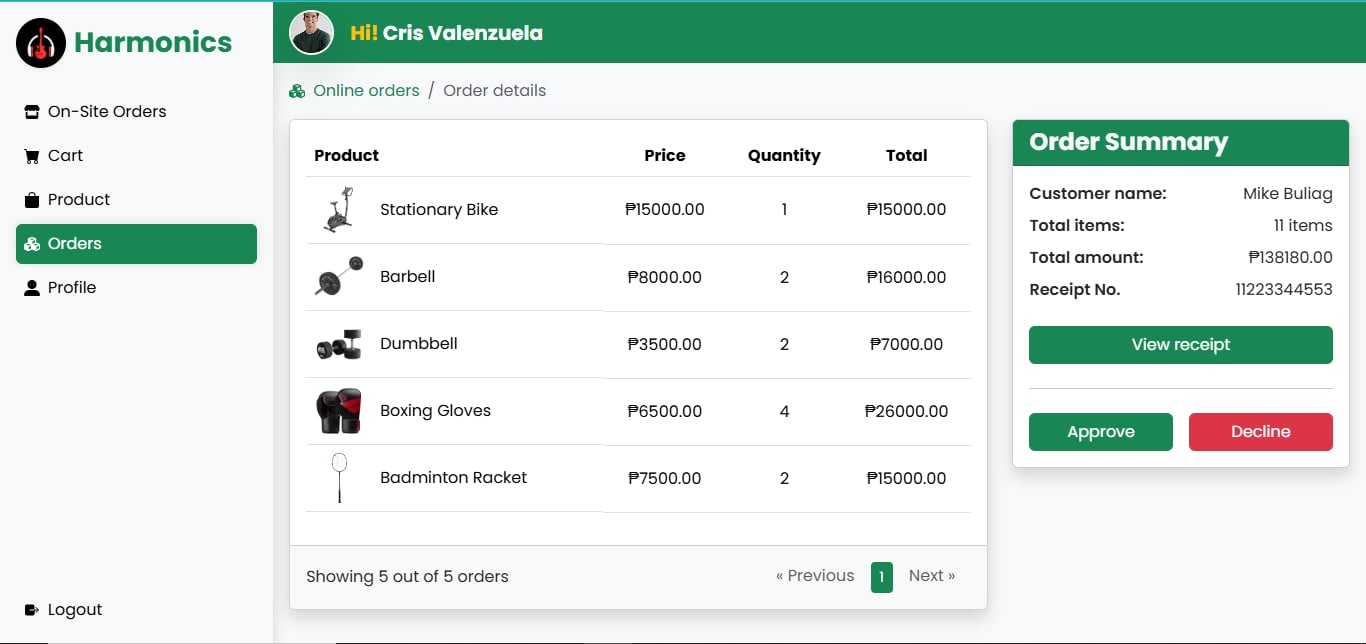 Harmonics
Hi! Cris Valenzuela
On-Site Orders
Cart
Product
Orders
Profile
Logout
Online orders / Order details
Product Price Quantity Total
Stationary Bike ₱15000.00 1 ₱15000.00
Barbell ₱8000.00 2 ₱16000.00
Dumbbell ₱3500.00 2 ₱7000.00
Boxing Gloves ₱6500.00 4 ₱26000.00
Badminton Racket ₱7500.00 2 ₱15000.00
Showing 5 out of 5 orders
« Previous 1 Next »
Order Summary
Customer name: Mike Buliag
Total items: 11 items
Total amount: ₱138180.00
Receipt No. 11223344553
View receipt
Approve Decline